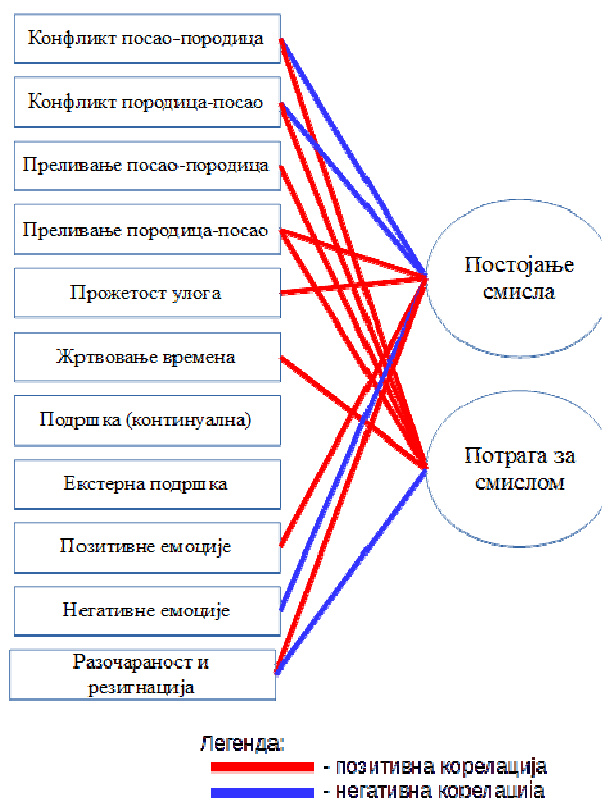 Конфликт посао-породица
Конфликт породица-посао
Преливање посао-породица
Преливање породица-посао
Прожетост улога
Жртвовање времена
Подршка (континуална)
Екстерна подршка
Позитивне емоције
Негативне емоције
Разочараност и
резигнација
Постојање
смисла
Потрага за
смислом
Легенда:
- позитивна корелација
- негативна корелација